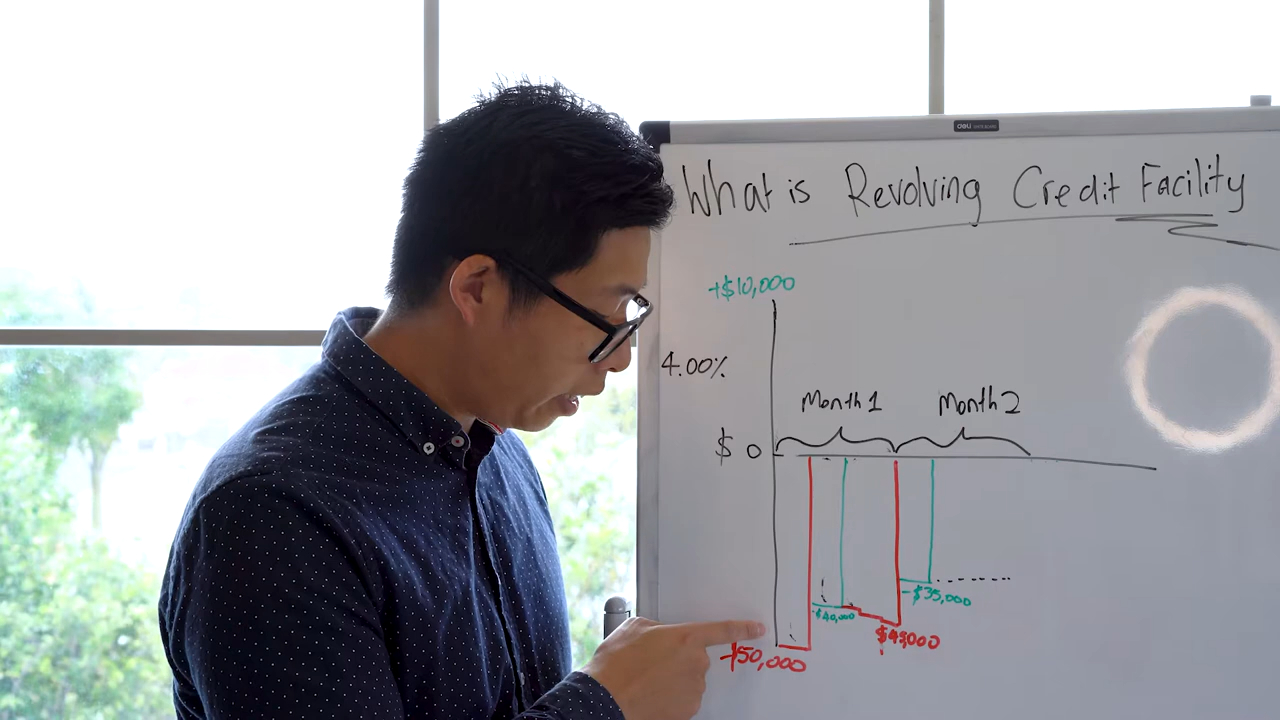 deli
What is Revolving Credit Facility
+$10,000
4.00%
Month 1 Month 2
$ 0
-$35,000
-$40,000
-$45,000
-$50,000